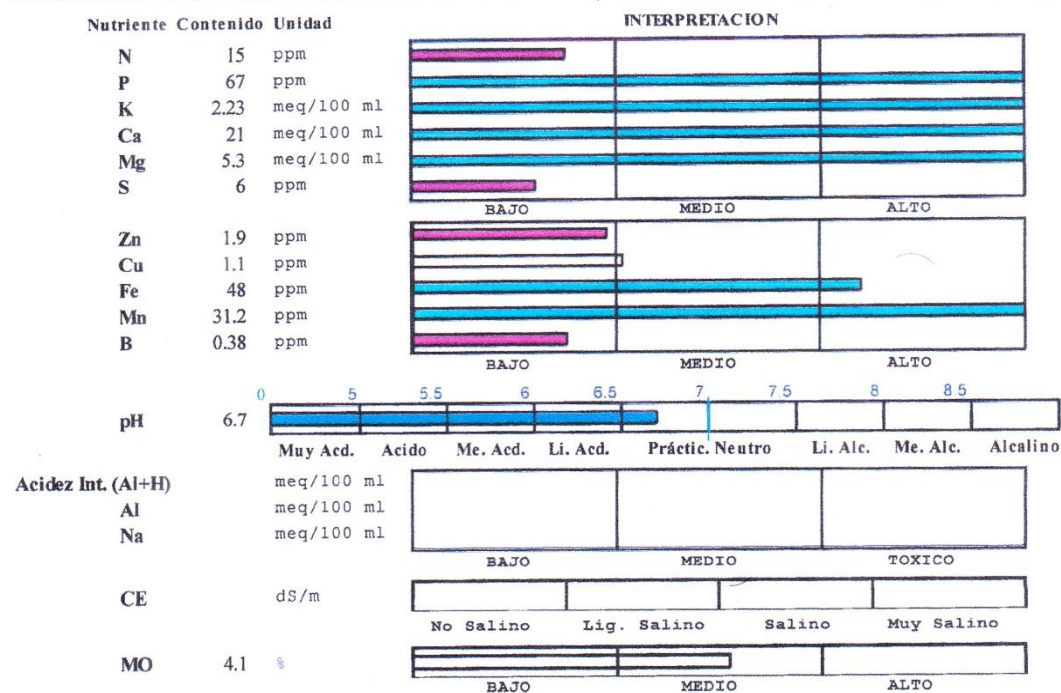 Nutriente Contenido Unidad INTERPRETACION
N 15 ppm
P 67 ppm
K 2.23 meq/100 ml
Ca 21 meq/100 ml
Mg 5.3 meq/100 ml
S 6 ppm
BAJO MEDIO ALTO
Zn 1.9 ppm
Cu 1.1 ppm
Fe 48 ppm
Mn 31.2 ppm
B 0.38 ppm
BAJO MEDIO ALTO
0 5 5.5 6 6.5 7 7.5 8 8.5
pH 6.7
Muy Acd. Acido Me. Acd. Li. Acd. Práctic. Neutro Li. Alc. Me. Alc. Alcalino
Acidez Int. (Al+H) meq/100 ml
Al meq/100 ml
Na meq/100 ml
BAJO MEDIO TOXICO
CE dS/m
No Salino Lig. Salino Salino Muy Salino
MO 4.1 %
BAJO MEDIO ALTO